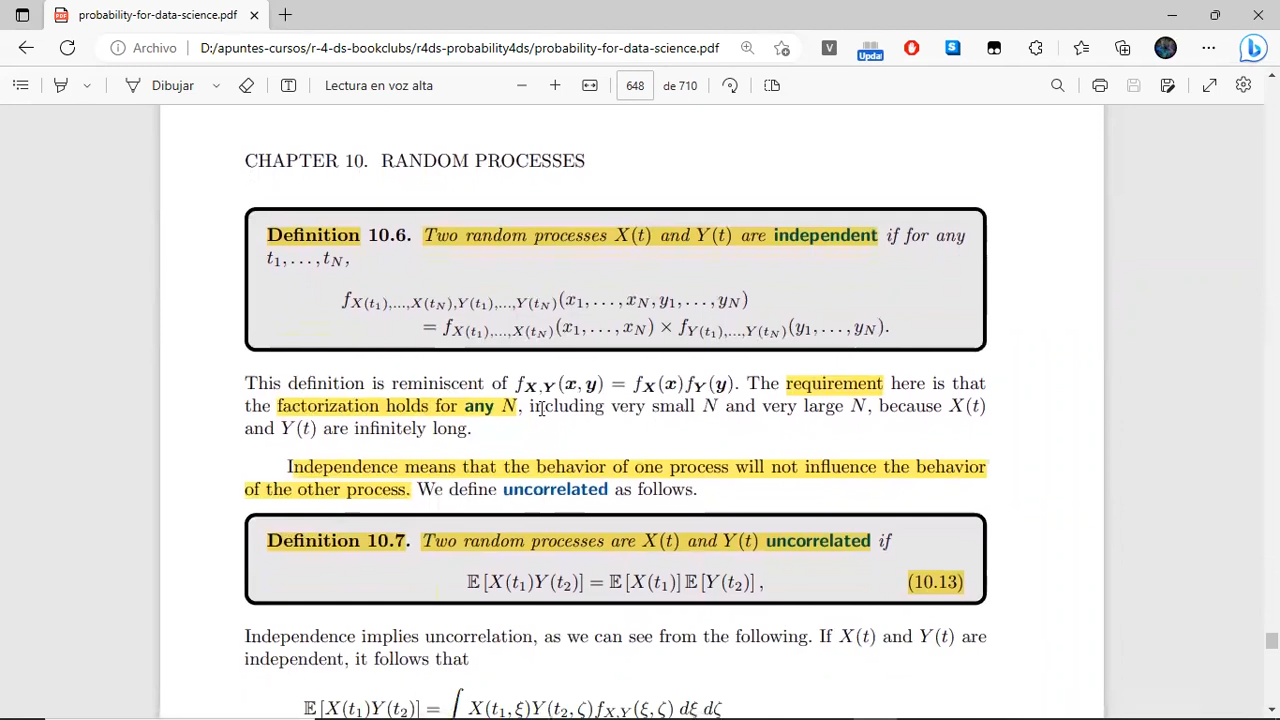 probability-for-data-science.pdf
Archivo D:/apuntes-cursos/r-4-ds-bookclubs/r4ds-probability4ds/probability-for-data-science.pdf
V Upda! S
Dibujar Lectura en voz alta 648 de 710
CHAPTER 10. RANDOM PROCESSES
Definition 10.6. Two random processes X(t) and Y(t) are independent if for any
t₁, . . . , t_N,
f_{X(t₁),...,X(t_N),Y(t₁),...,Y(t_N)}(x₁, . . . , x_N, y₁, . . . , y_N)
= f_{X(t₁),...,X(t_N)}(x₁, . . . , x_N) × f_{Y(t₁),...,Y(t_N)}(y₁, . . . , y_N).
This definition is reminiscent of f_{X,Y}(x, y) = f_X(x)f_Y(y). The requirement here is that
the factorization holds for any N, including very small N and very large N, because X(t)
and Y(t) are infinitely long.
Independence means that the behavior of one process will not influence the behavior
of the other process. We define uncorrelated as follows.
Definition 10.7. Two random processes are X(t) and Y(t) uncorrelated if
𝔼 [X(t₁)Y(t₂)] = 𝔼 [X(t₁)] 𝔼 [Y(t₂)] , (10.13)
Independence implies uncorrelation, as we can see from the following. If X(t) and Y(t) are
independent, it follows that
𝔼 [X(t₁)Y(t₂)] = ∫ X(t₁, ξ)Y(t₂, ζ)f_{X,Y}(ξ, ζ) dξ dζ